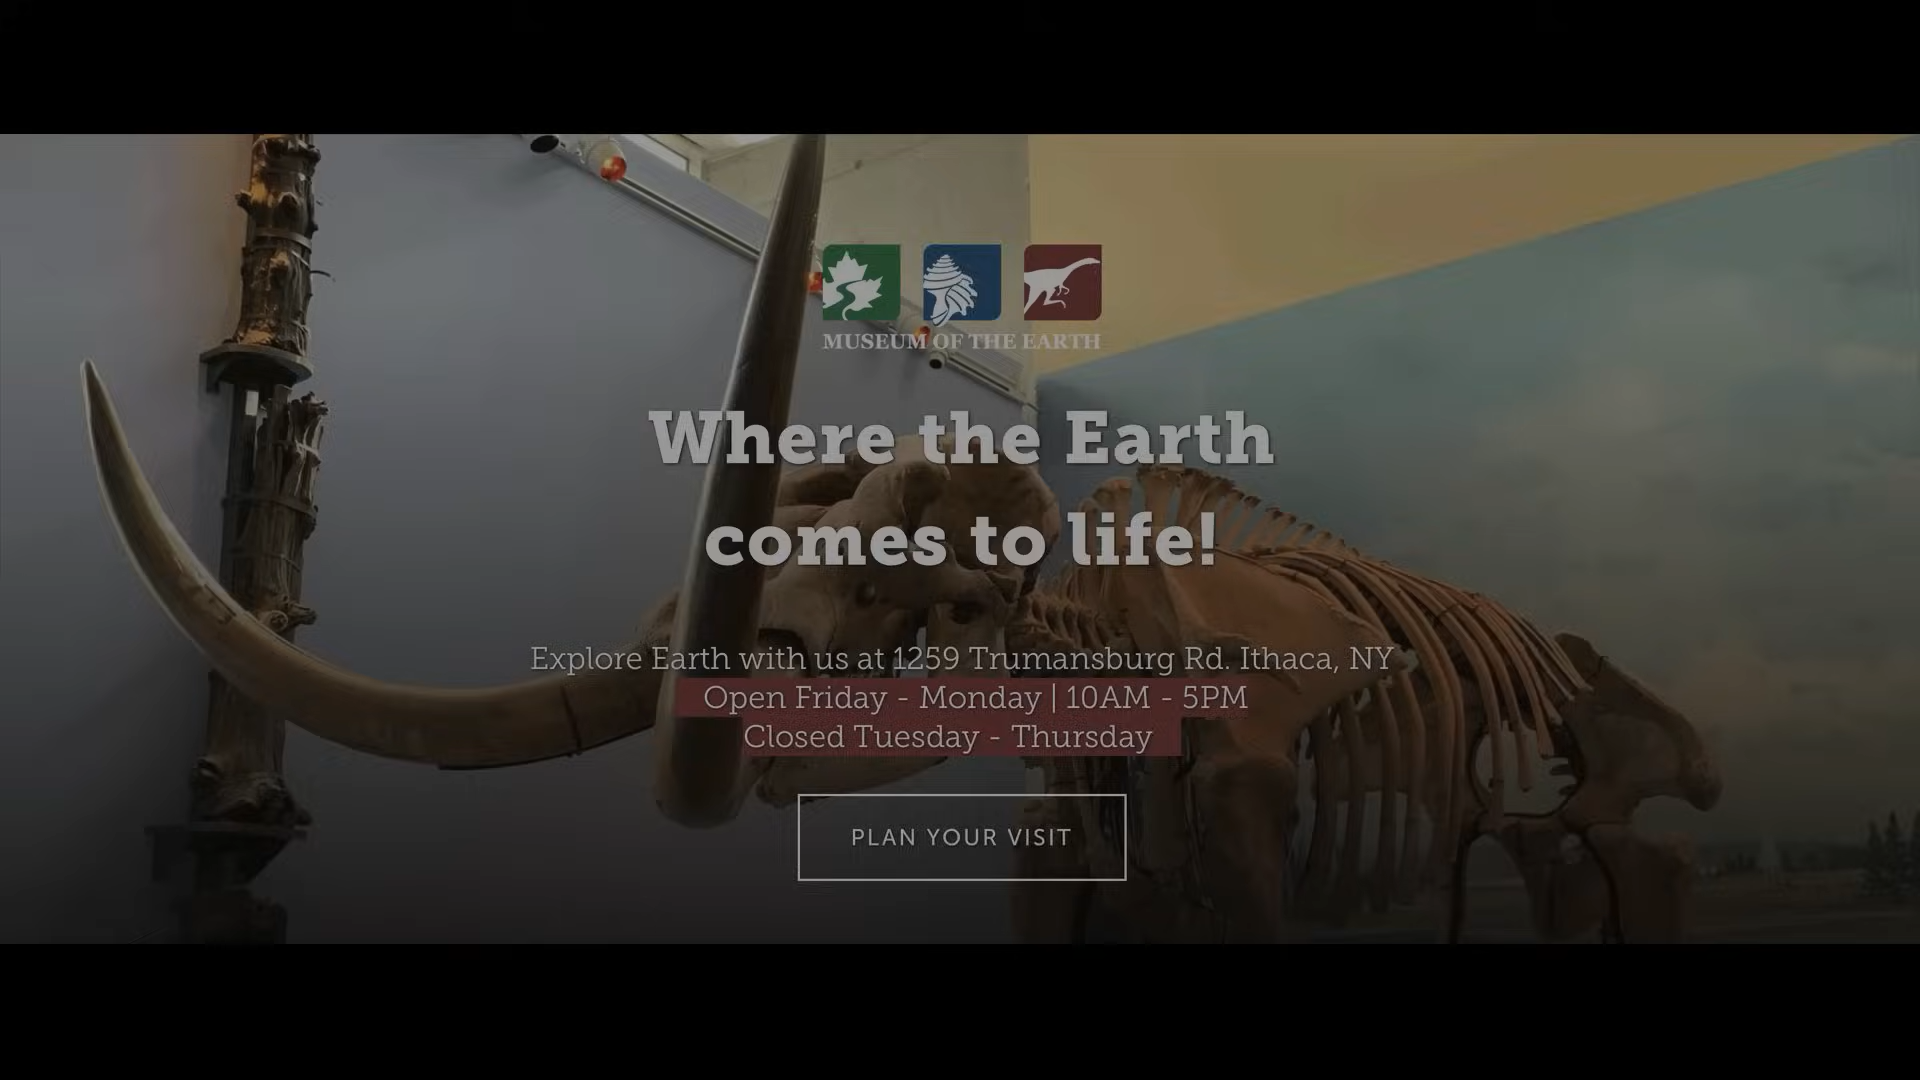 MUSEUM OF THE EARTH
Where the Earth
comes to life!
Explore Earth with us at 1259 Trumansburg Rd. Ithaca, NY
Open Friday - Monday | 10AM - 5PM
Closed Tuesday - Thursday
PLAN YOUR VISIT